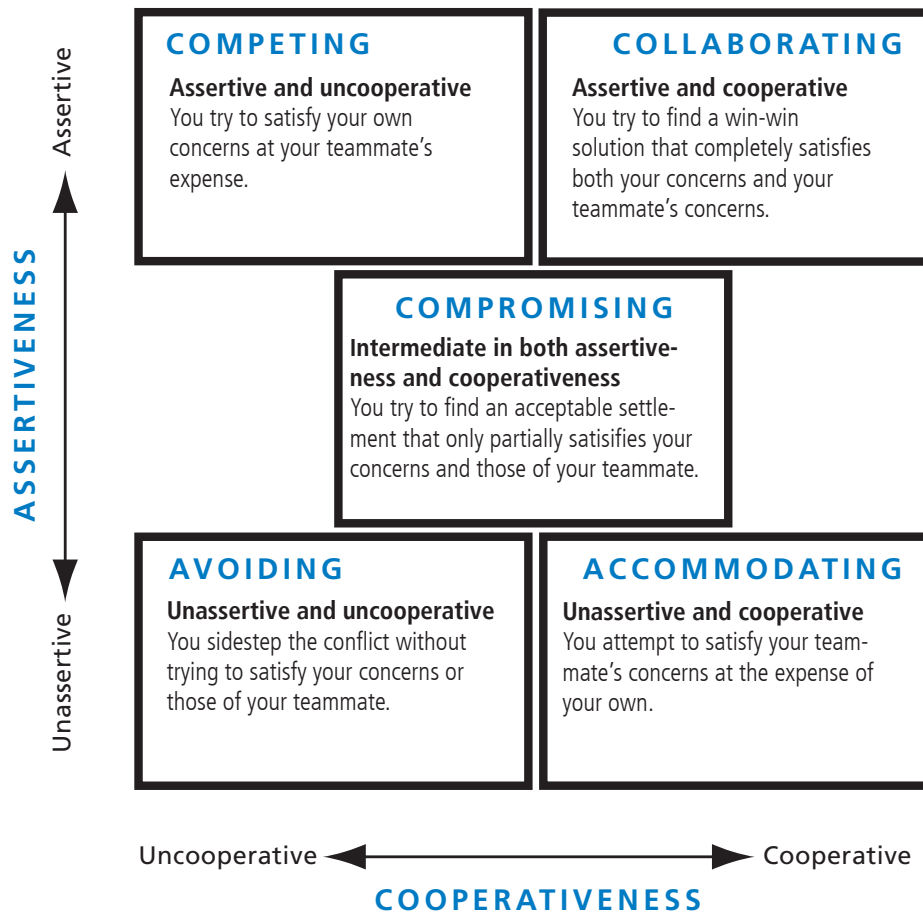 COMPETING
Assertive and uncooperative
You try to satisfy your own
concerns at your teammate’s
expense.
COLLABORATING
Assertive and cooperative
You try to find a win-win
solution that completely satisfies
both your concerns and your
teammate’s concerns.
Assertive
ASSERTIVENESS
Unassertive
COMPROMISING
Intermediate in both assertive-
ness and cooperativeness
You try to find an acceptable settle-
ment that only partially satisifies your
concerns and those of your teammate.
AVOIDING
Unassertive and uncooperative
You sidestep the conflict without
trying to satisfy your concerns or
those of your teammate.
ACCOMMODATING
Unassertive and cooperative
You attempt to satisfy your team-
mate’s concerns at the expense of
your own.
Uncooperative
Cooperative
COOPERATIVENESS